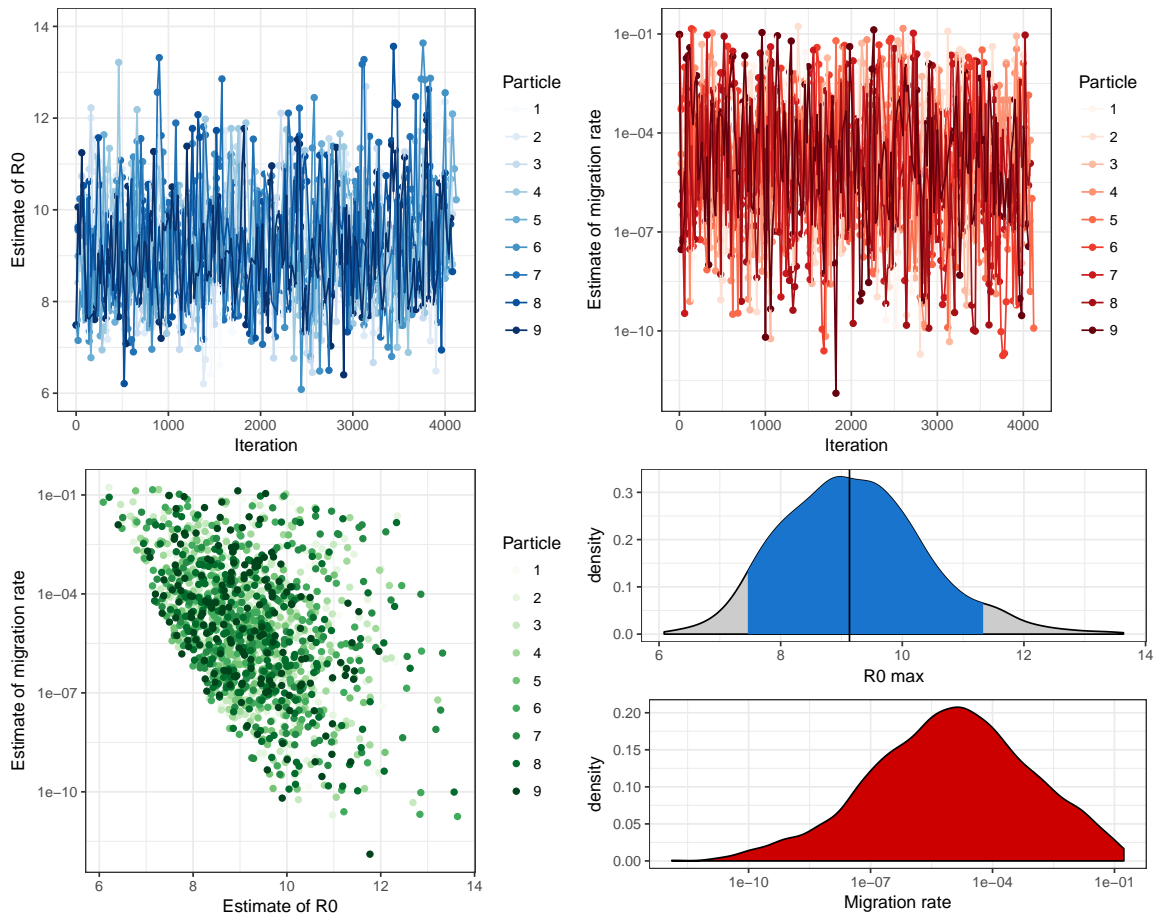 14
12
10
8
6
0
1000
2000
3000
4000
Iteration
Estimate of R0
Particle
1
2
3
4
5
6
7
8
9
1e−01
1e−04
1e−07
1e−10
0
1000
2000
3000
4000
Iteration
Estimate of migration rate
Particle
1
2
3
4
5
6
7
8
9
1e−01
1e−04
1e−07
1e−10
6
8
10
12
14
Estimate of R0
Estimate of migration rate
Particle
1
2
3
4
5
6
7
8
9
0.3
0.2
0.1
0.0
6
8
10
12
14
R0 max
density
0.20
0.15
0.10
0.05
0.00
1e−10
1e−07
1e−04
1e−01
Migration rate
density